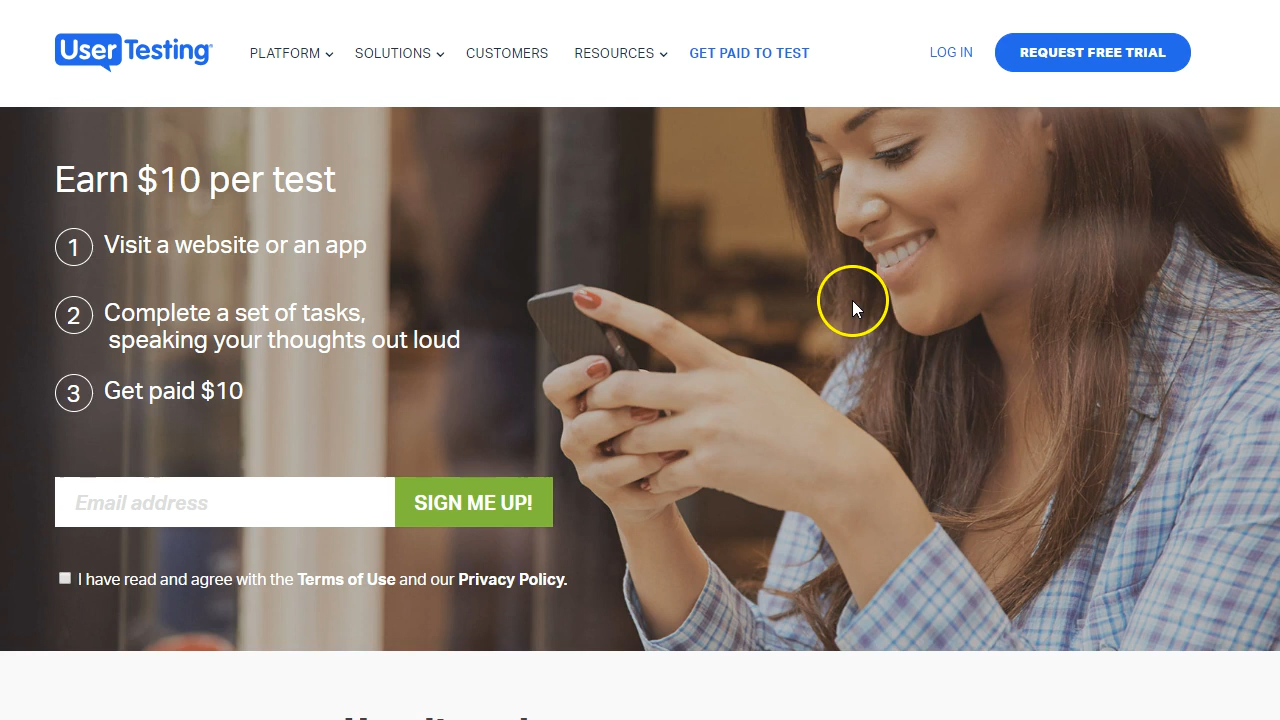 User Testing
PLATFORM
SOLUTIONS
CUSTOMERS
RESOURCES
GET PAID TO TEST
LOG IN
REQUEST FREE TRIAL
Earn $10 per test
1 Visit a website or an app
2 Complete a set of tasks,
speaking your thoughts out loud
3 Get paid $10
Email address
SIGN ME UP!
I have read and agree with the Terms of Use and our Privacy Policy.